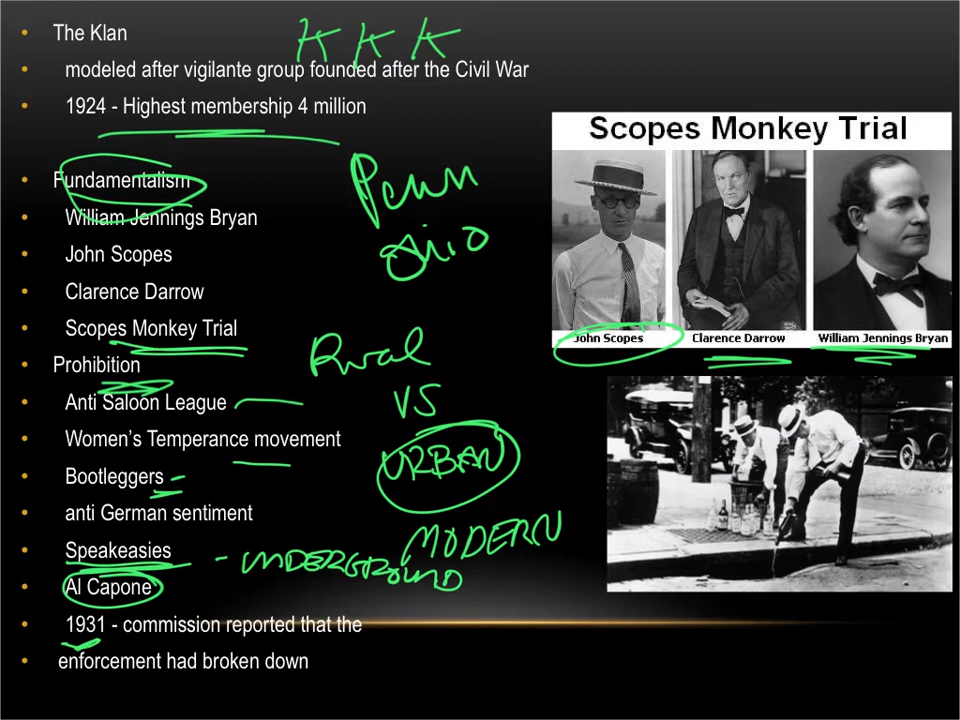 The Klan
KKK
modeled after vigilante group founded after the Civil War
1924 - Highest membership 4 million
Fundamentalism
William Jennings Bryan
John Scopes
Clarence Darrow
Scopes Monkey Trial
Prohibition
Anti Saloon League
Women's Temperance movement
Bootleggers
anti German sentiment
Speakeasies
Al Capone
1931 - commission reported that the
enforcement had broken down
Penn
Ohio
Rural
VS
URBAN
MODERN
- UNDERGROUND
Scopes Monkey Trial
John Scopes
Clarence Darrow
William Jennings Bryan